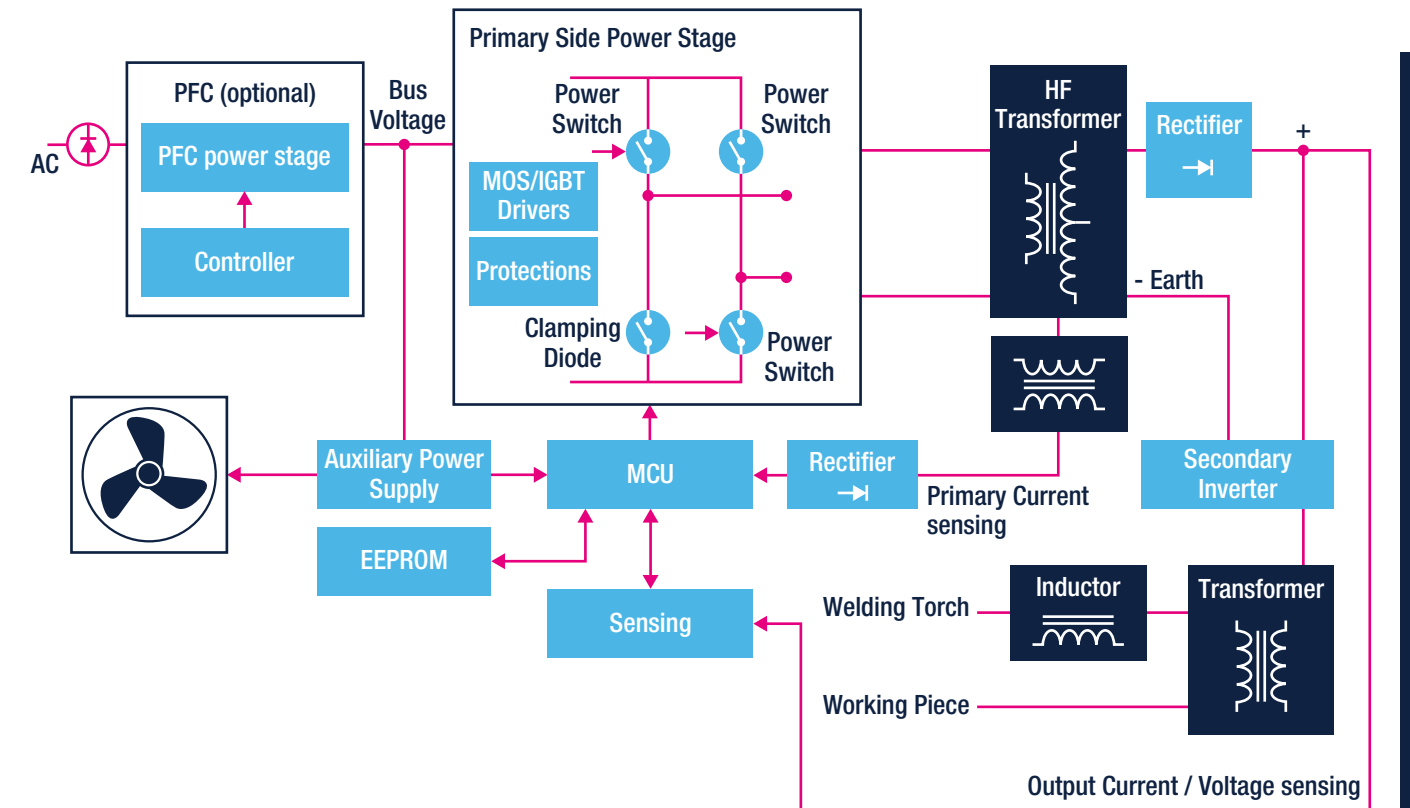 Primary Side Power Stage
PFC (optional)
Bus
Voltage
Power
Switch
Power
Switch
HF
Transformer
Rectifier
+
AC
PFC power stage
MOS/IGBT
Drivers
Controller
Protections
- Earth
Clamping
Diode
Power
Switch
Auxiliary Power
Supply
MCU
Rectifier
Primary Current
sensing
Secondary
Inverter
EEPROM
Sensing
Welding Torch
Inductor
Transformer
Working Piece
Output Current / Voltage sensing